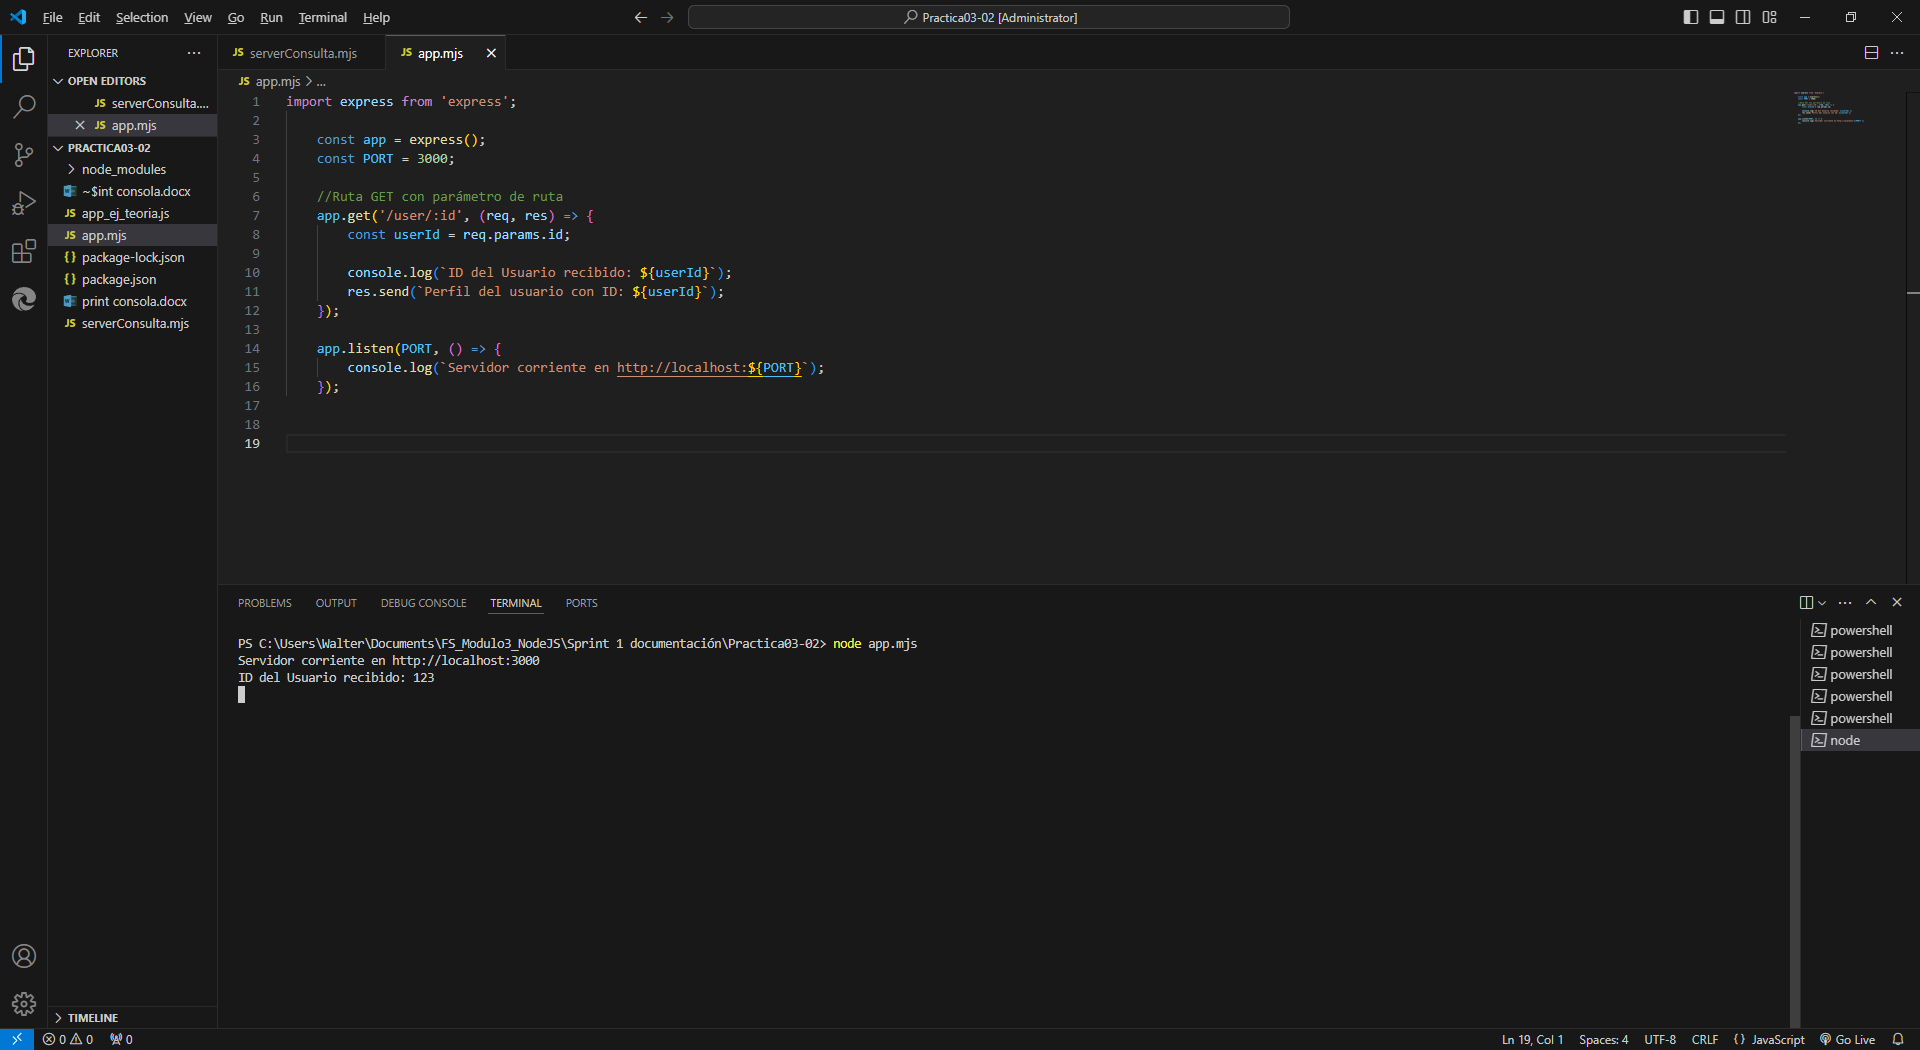 File Edit Selection View Go Run Terminal Help
Practica03-02 [Administrator]
EXPLORER
OPEN EDITORS
JS serverConsulta....
JS app.mjs
PRACTICA03-02
node_modules
~$int consola.docx
JS app_ej_teoria.js
JS app.mjs
{} package-lock.json
{} package.json
print consola.docx
JS serverConsulta.mjs
TIMELINE
JS serverConsulta.mjs
JS app.mjs
JS app.mjs > ...
1 import express from 'express';
2
3 const app = express();
4 const PORT = 3000;
5
6 //Ruta GET con parámetro de ruta
7 app.get('/user/:id', (req, res) => {
8 const userId = req.params.id;
9
10 console.log(`ID del Usuario recibido: ${userId}`);
11 res.send(`Perfil del usuario con ID: ${userId}`);
12 });
13
14 app.listen(PORT, () => {
15 console.log(`Servidor corriente en http://localhost:${PORT}`);
16 });
17
18
19
PROBLEMS OUTPUT DEBUG CONSOLE TERMINAL PORTS
PS C:\Users\Walter\Documents\FS_Modulo3_NodeJS\Sprint 1 documentación\Practica03-02> node app.mjs
Servidor corriente en http://localhost:3000
ID del Usuario recibido: 123
powershell
powershell
powershell
powershell
powershell
node
0 0 0
Ln 19, Col 1 Spaces: 4 UTF-8 CRLF {} JavaScript Go Live